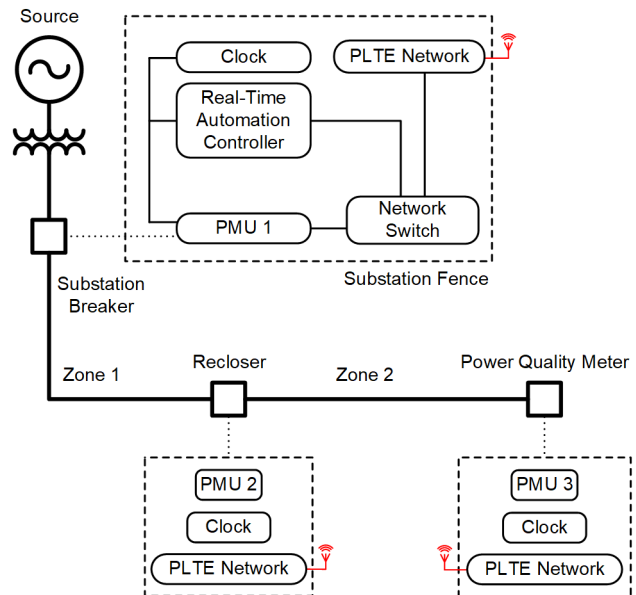 Source
Clock
PLTE Network
Real-Time
Automation
Controller
PMU 1
Network
Switch
Substation Fence
Substation
Breaker
Zone 1
Recloser
Zone 2
Power Quality Meter
PMU 2
Clock
PLTE Network
PMU 3
Clock
PLTE Network